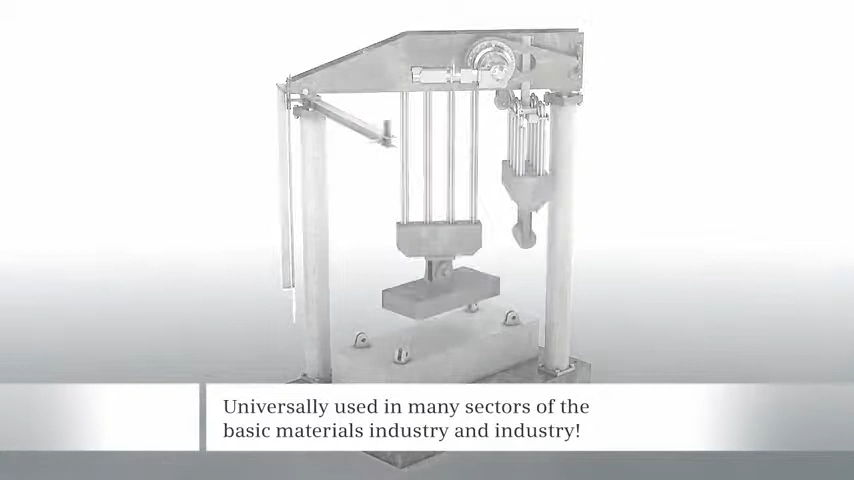 Universally used in many sectors of the
basic materials industry and industry!